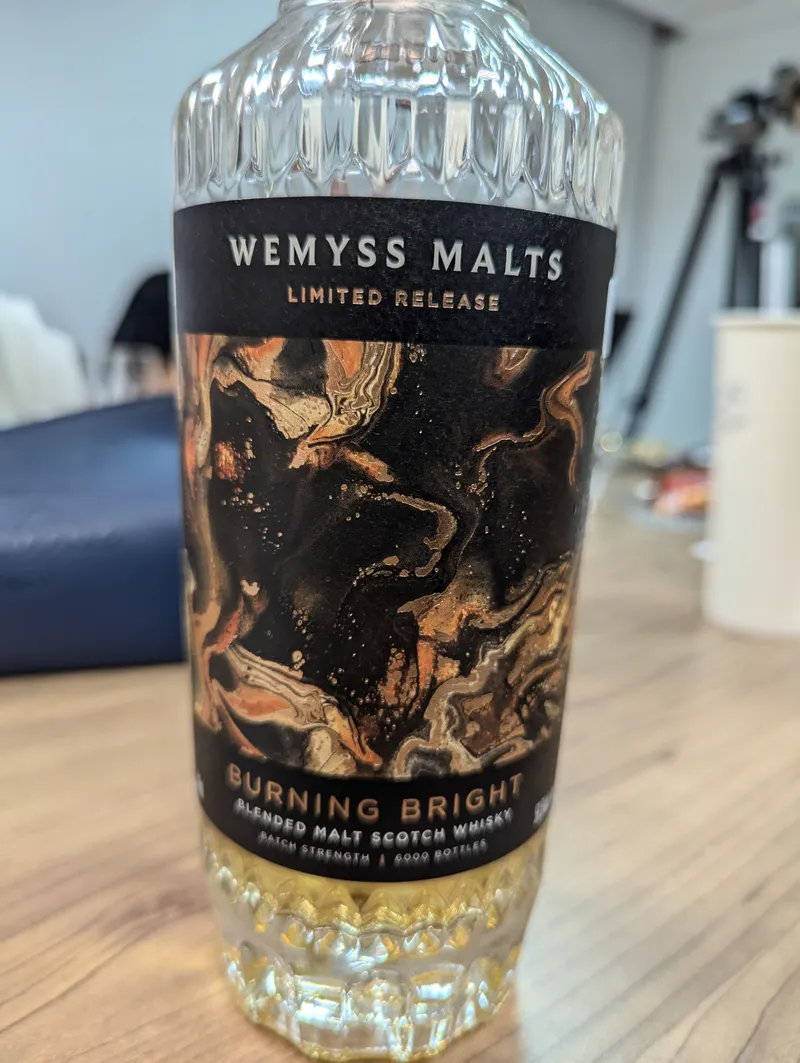 WEMYSS MALTS
LIMITED RELEASE
BURNING BRIGHT
BLENDED MALT SCOTCH WHISKY
BATCH STRENGTH | 6000 BOTTLES